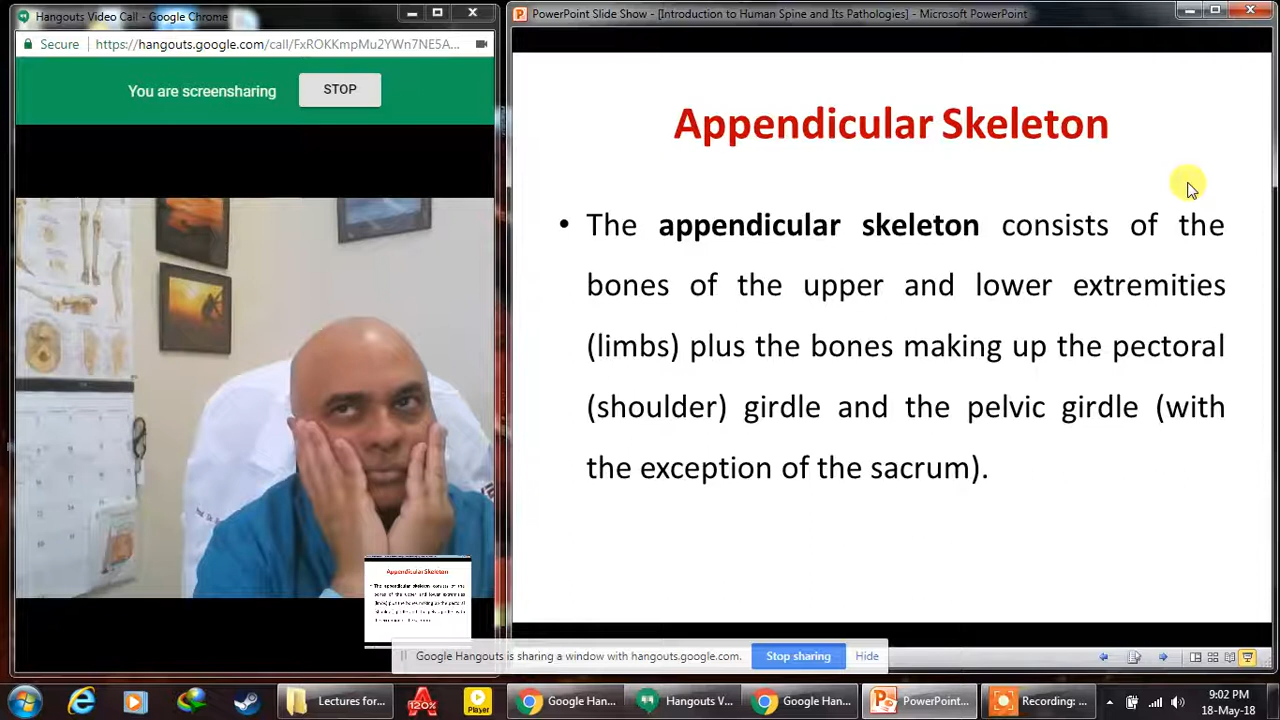 Hangouts Video Call - Google Chrome
Secure https://hangouts.google.com/call/FxROKKmpMu2YWn7NE5A...
You are screensharing STOP
PowerPoint Slide Show - [Introduction to Human Spine and Its Pathologies] - Microsoft PowerPoint
Appendicular Skeleton
• The appendicular skeleton consists of the
bones of the upper and lower extremities
(limbs) plus the bones making up the pectoral
(shoulder) girdle and the pelvic girdle (with
the exception of the sacrum).
Appendicular Skeleton
Google Hangouts is sharing a window with hangouts.google.com. Stop sharing Hide
Lectures for... 120% Player Google Han... Hangouts V... Google Han... PowerPoint... Recording: ...
9:02 PM
18-May-18